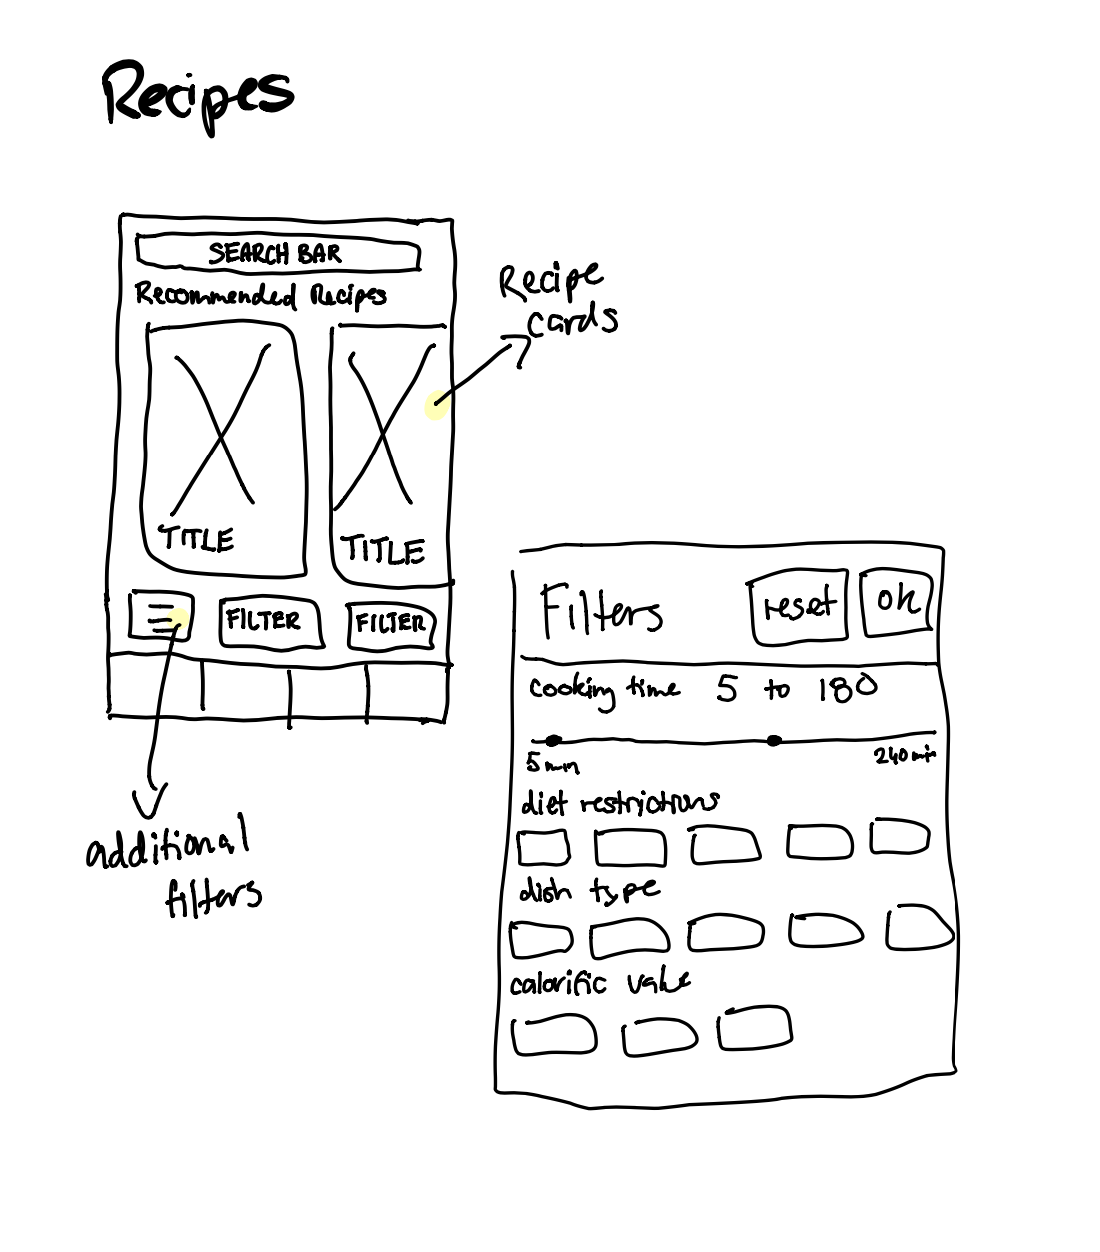 Recipes
SEARCH BAR
Recommended Recipes
TITLE
TITLE
FILTER
FILTER
Recipe
cards
additional
filters
Filters
reset
ok
cooking time 5 to 180
5 min
240 min
diet restrictions
dish type
calorific value